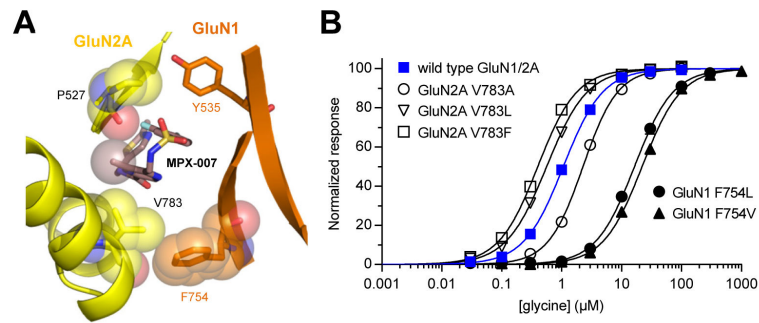 A
GluN2A
GluN1
P527
Y535
MPX-007
V783
F754
B
wild type GluN1/2A
GluN2A V783A
GluN2A V783L
GluN2A V783F
GluN1 F754L
GluN1 F754V
Normalized response
100
80
60
40
20
0
0.001
0.01
0.1
1
10
100
1000
[glycine] (μM)